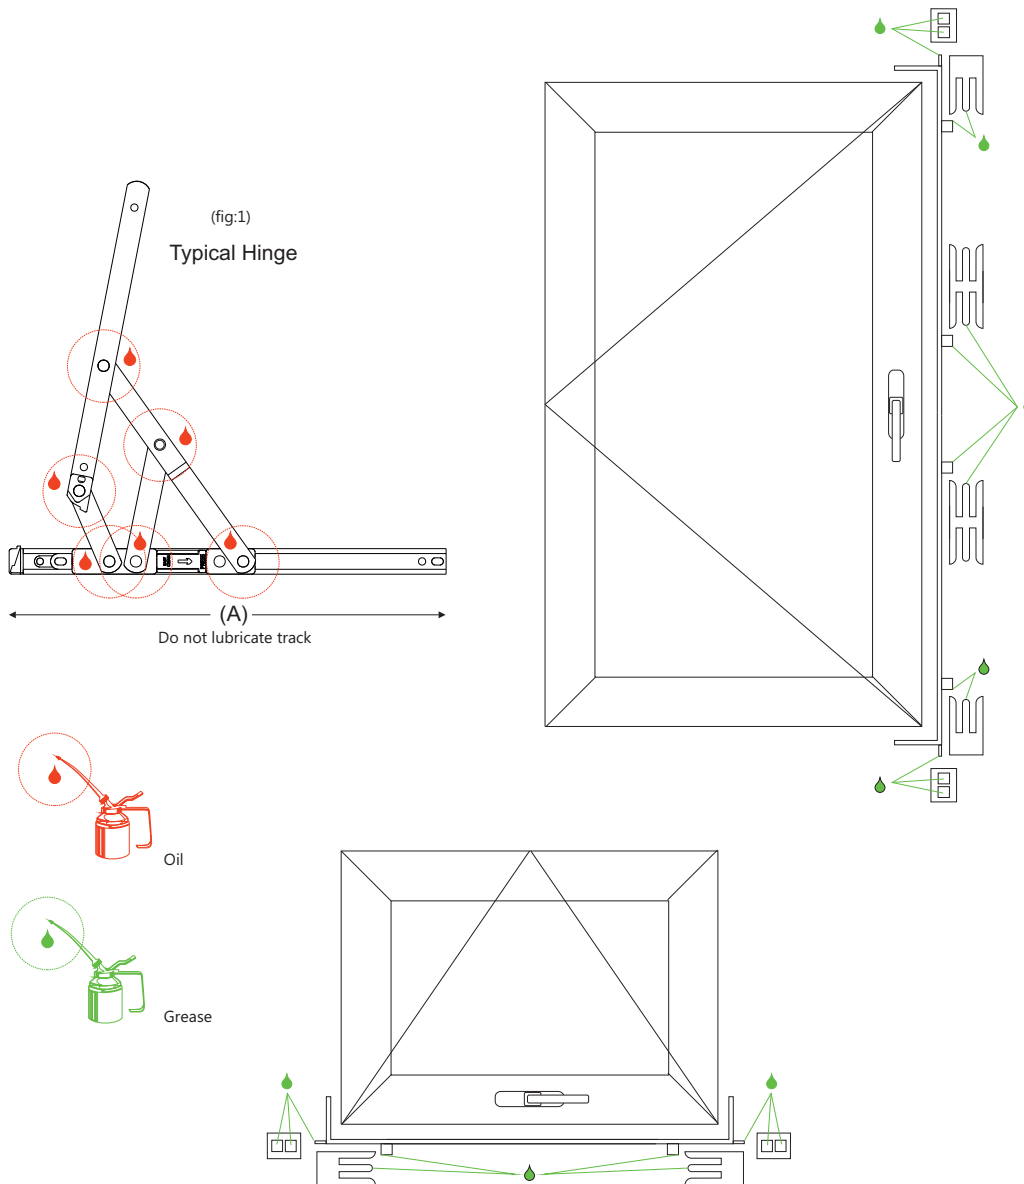 (fig:1)
Typical Hinge
(A)
Do not lubricate track
Oil
Grease